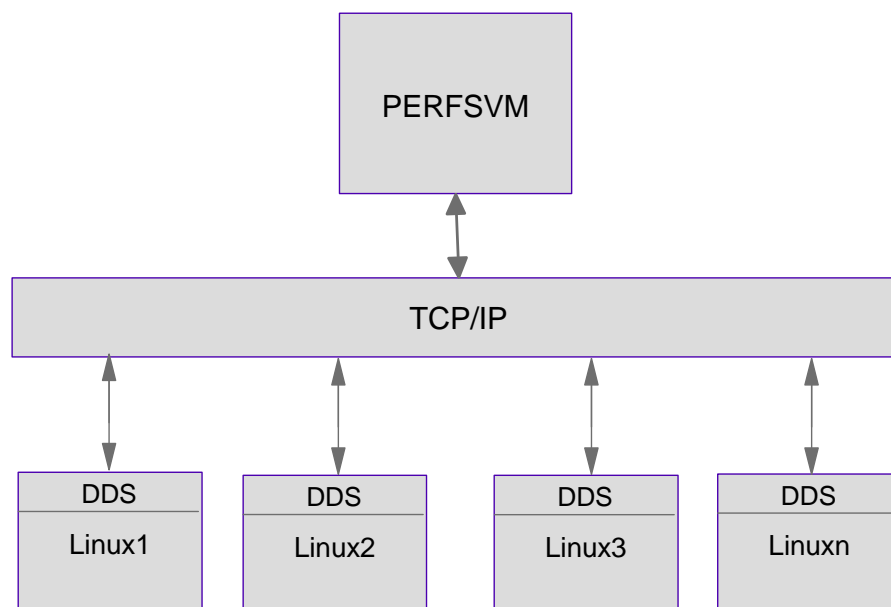 PERFSVM
TCP/IP
DDS
Linux1
DDS
Linux2
DDS
Linux3
DDS
Linuxn